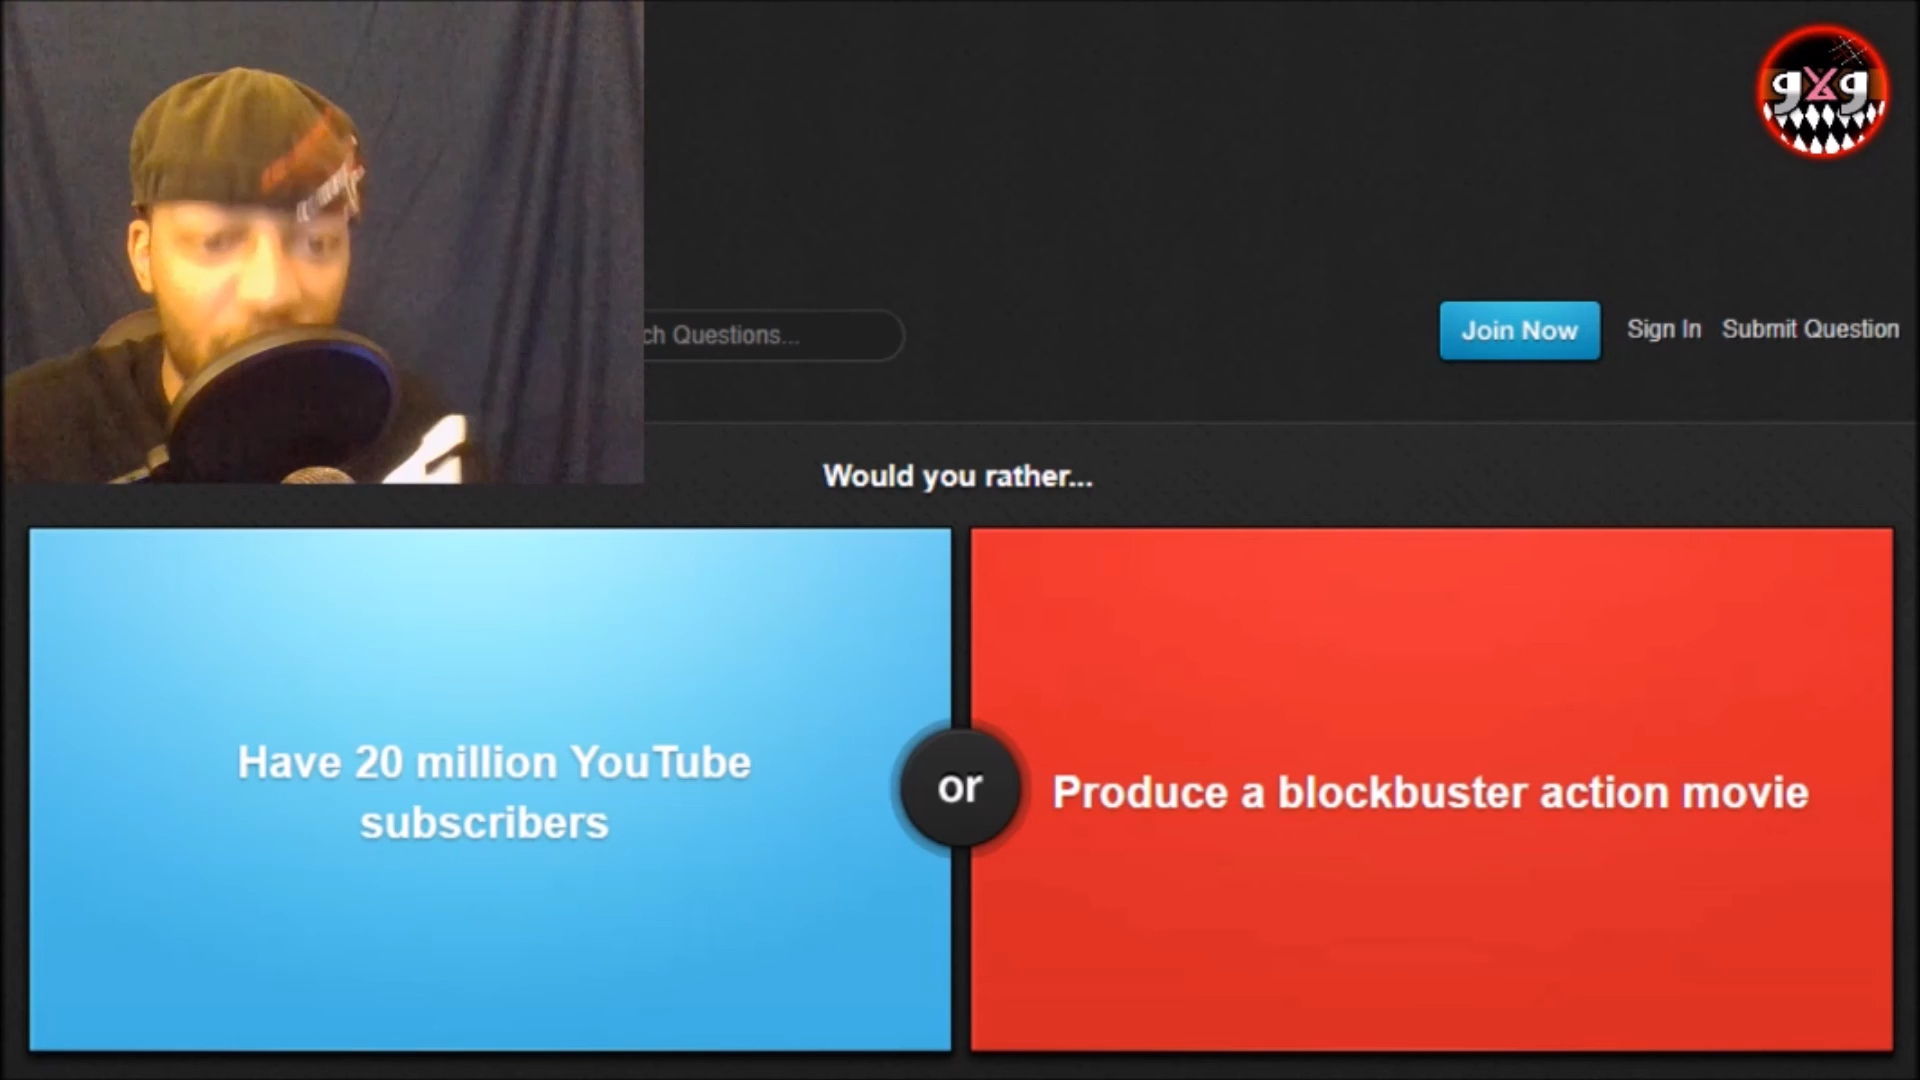 gXg
ch Questions...
Join Now
Sign In
Submit Question
Would you rather...
Have 20 million YouTube
subscribers
or
Produce a blockbuster action movie